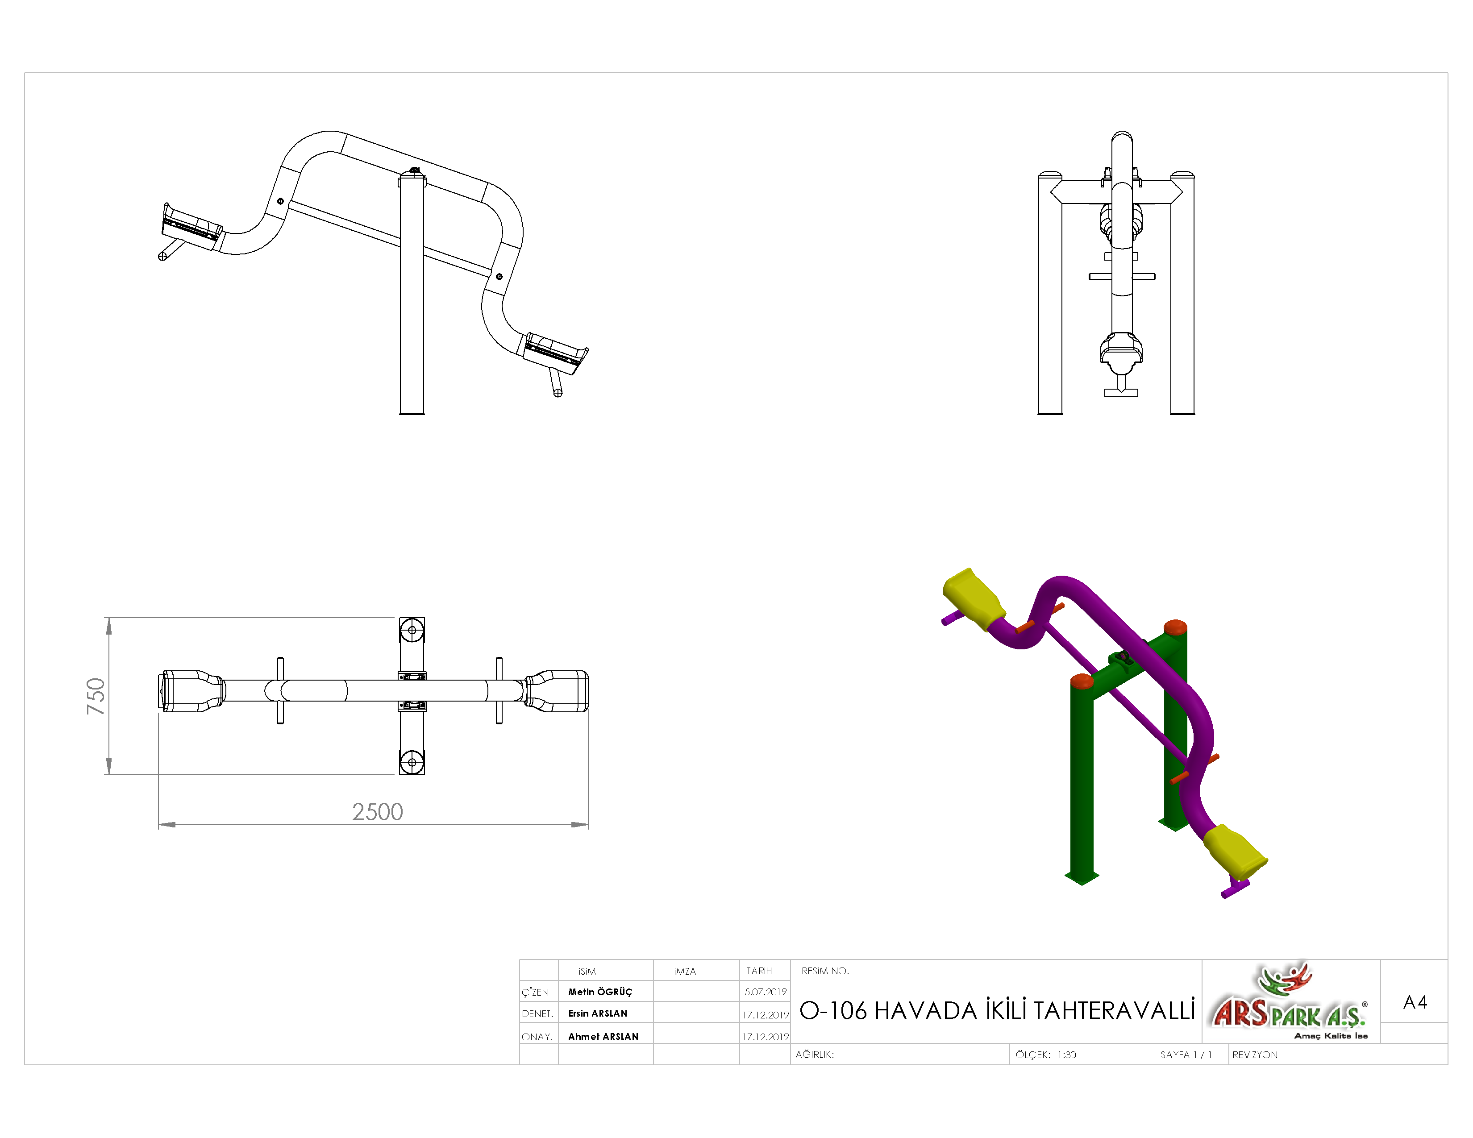 750
2500
İSİM İMZA TARİH RESİM NO.
ÇİZEN. Metin ÖGRÜÇ 5.07.2019
DENET. Ersin ARSLAN 17.12.2019
ONAY. Ahmet ARSLAN 17.12.2019
O-106 HAVADA İKİLİ TAHTERAVALLİ
ARSPARK A.Ş.®
Amaç Kalite İse
A4
AĞIRLIK: ÖLÇEK: 1:30 SAYFA 1 / 1 REVİZYON